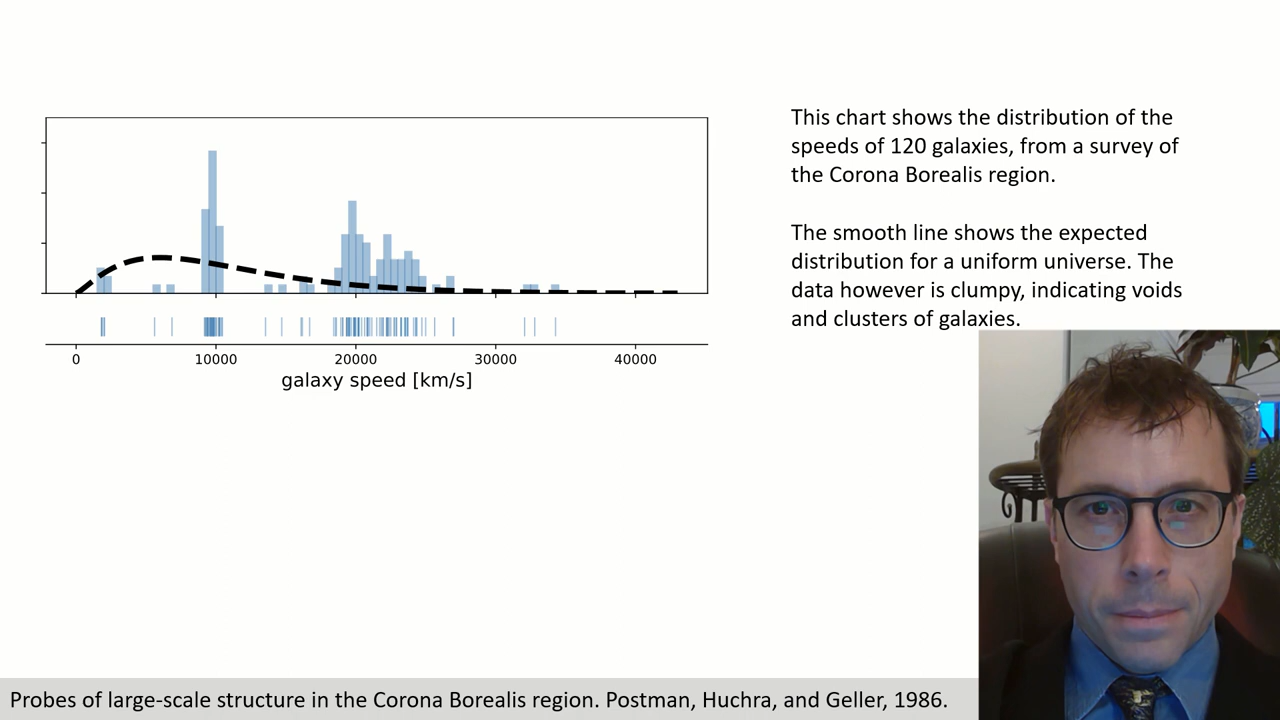 This chart shows the distribution of the
speeds of 120 galaxies, from a survey of
the Corona Borealis region.
The smooth line shows the expected
distribution for a uniform universe. The
data however is clumpy, indicating voids
and clusters of galaxies.
0 10000 20000 30000 40000
galaxy speed [km/s]
Probes of large-scale structure in the Corona Borealis region. Postman, Huchra, and Geller, 1986.